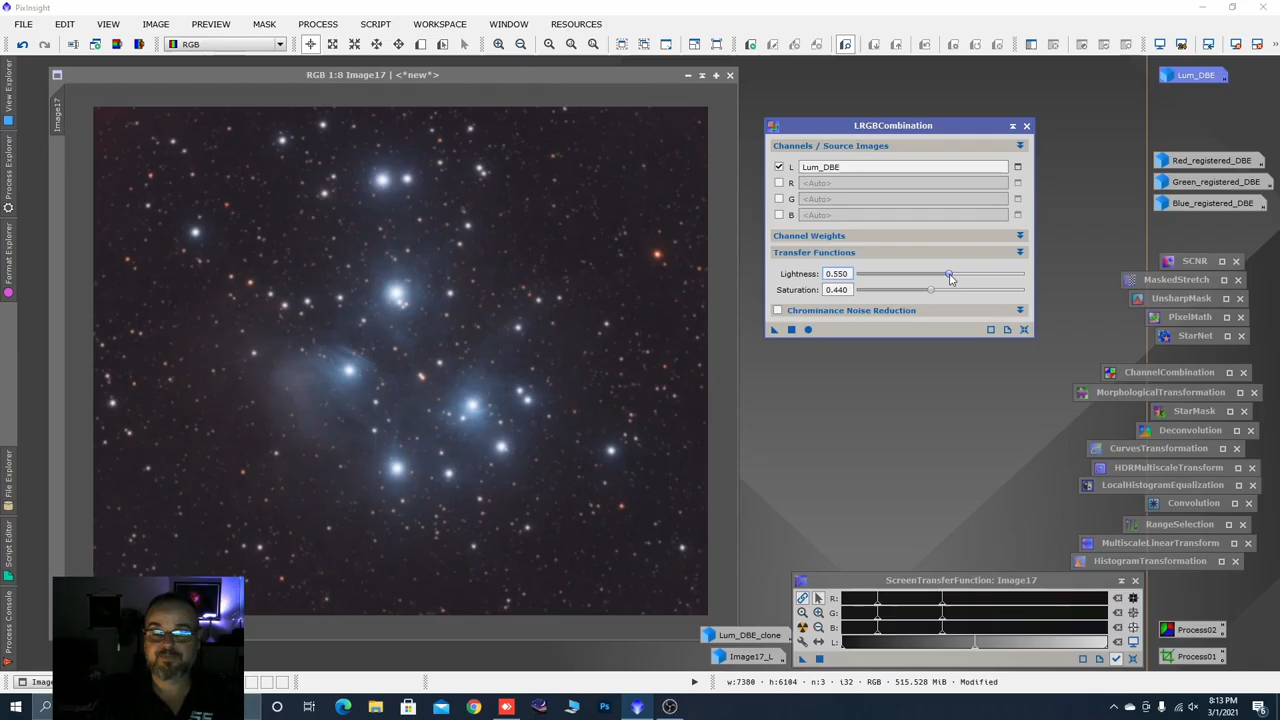 PixInsight
FILE EDIT VIEW IMAGE PREVIEW MASK PROCESS SCRIPT WORKSPACE WINDOW RESOURCES
RGB
View Explorer
Process Explorer
Format Explorer
File Explorer
Script Editor
Process Console
RGB 1:8 Image17 | <*new*>
Image17
LRGBCombination
Channels / Source Images
L Lum_DBE
R <Auto>
G <Auto>
B <Auto>
Channel Weights
Transfer Functions
Lightness: 0.550
Saturation: 0.440
Chrominance Noise Reduction
Lum_DBE
Red_registered_DBE
Green_registered_DBE
Blue_registered_DBE
SCNR
MaskedStretch
UnsharpMask
PixelMath
StarNet
ChannelCombination
MorphologicalTransformation
StarMask
Deconvolution
CurvesTransformation
HDRMultiscaleTransform
LocalHistogramEqualization
Convolution
RangeSelection
MultiscaleLinearTransform
HistogramTransformation
ScreenTransferFunction: Image17
R:
G:
B:
L:
Lum_DBE_clone
Image17_L
Process02
Process01
w:7380 | h:6104 | n:3 | i32 | RGB | 515.528 MiB | Modified
8:13 PM
3/1/2021